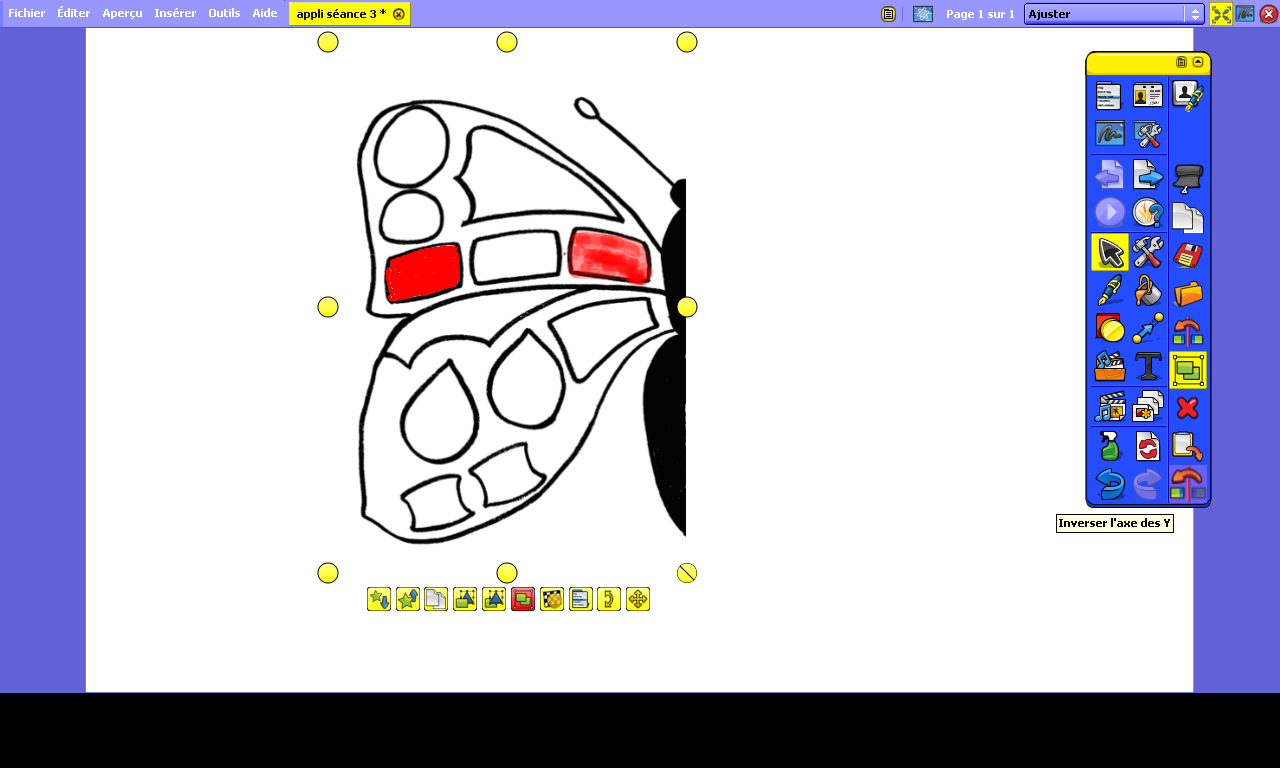 Fichier Éditer Aperçu Insérer Outils Aide appli séance 3 * Page 1 sur 1 Ajuster
Inverser l'axe des Y